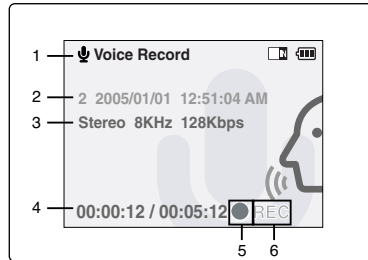 1 Voice Record N
2 2 2005/01/01 12:51:04 AM
3 Stereo 8KHz 128Kbps
4 00:00:12 / 00:05:12 REC
5 6